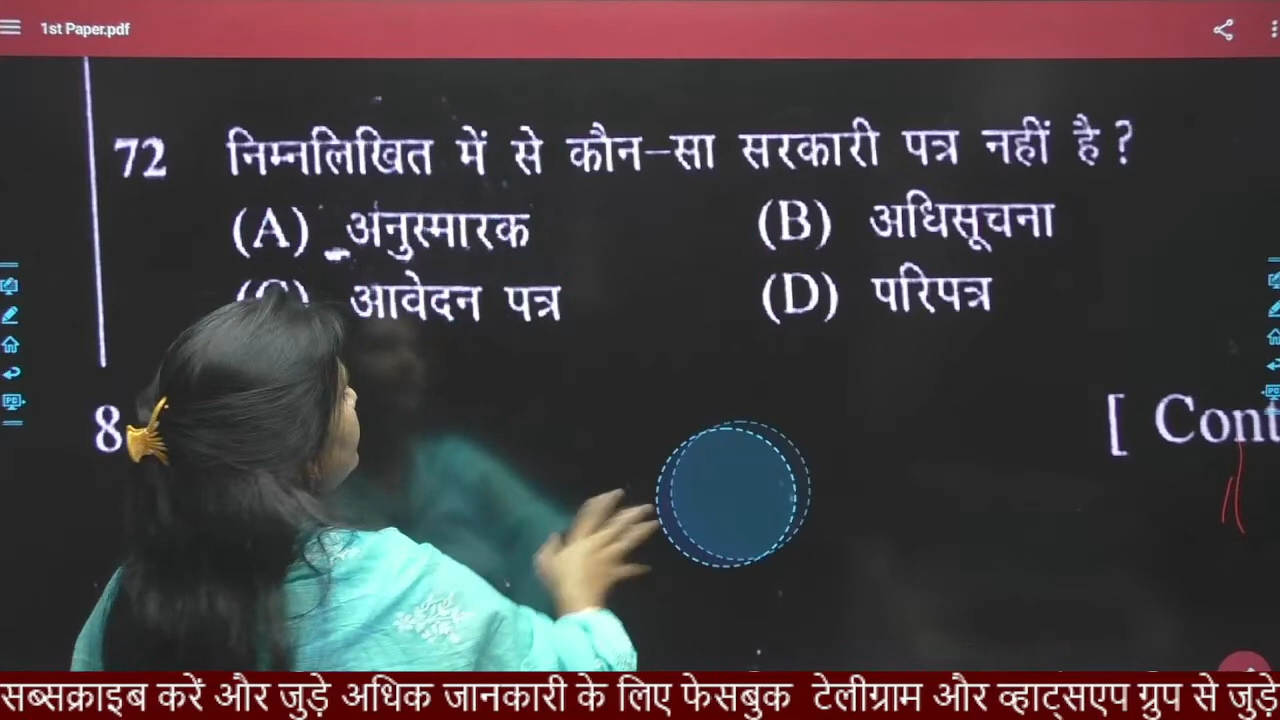 1st Paper.pdf
72 निम्नलिखित में से कौन-सा सरकारी पत्र नहीं है ?
(A) अनुस्मारक (B) अधिसूचना
(C) आवेदन पत्र (D) परिपत्र
8 [ Cont
सब्सक्राइब करें और जुड़े अधिक जानकारी के लिए फेसबुक टेलीग्राम और व्हाट्सएप ग्रुप से जुड़े